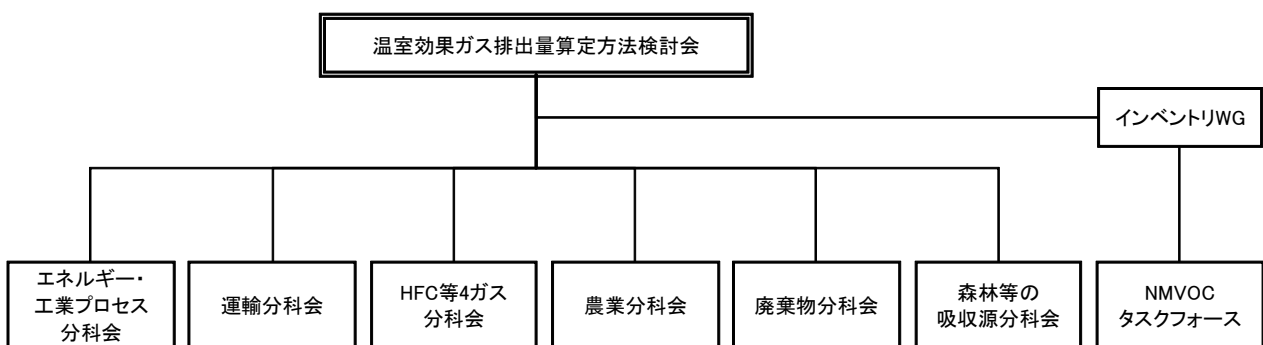 温室効果ガス排出量算定方法検討会
インベントリWG
エネルギー・
工業プロセス
分科会
運輸分科会
HFC等4ガス
分科会
農業分科会
廃棄物分科会
森林等の
吸収源分科会
NMVOC
タスクフォース